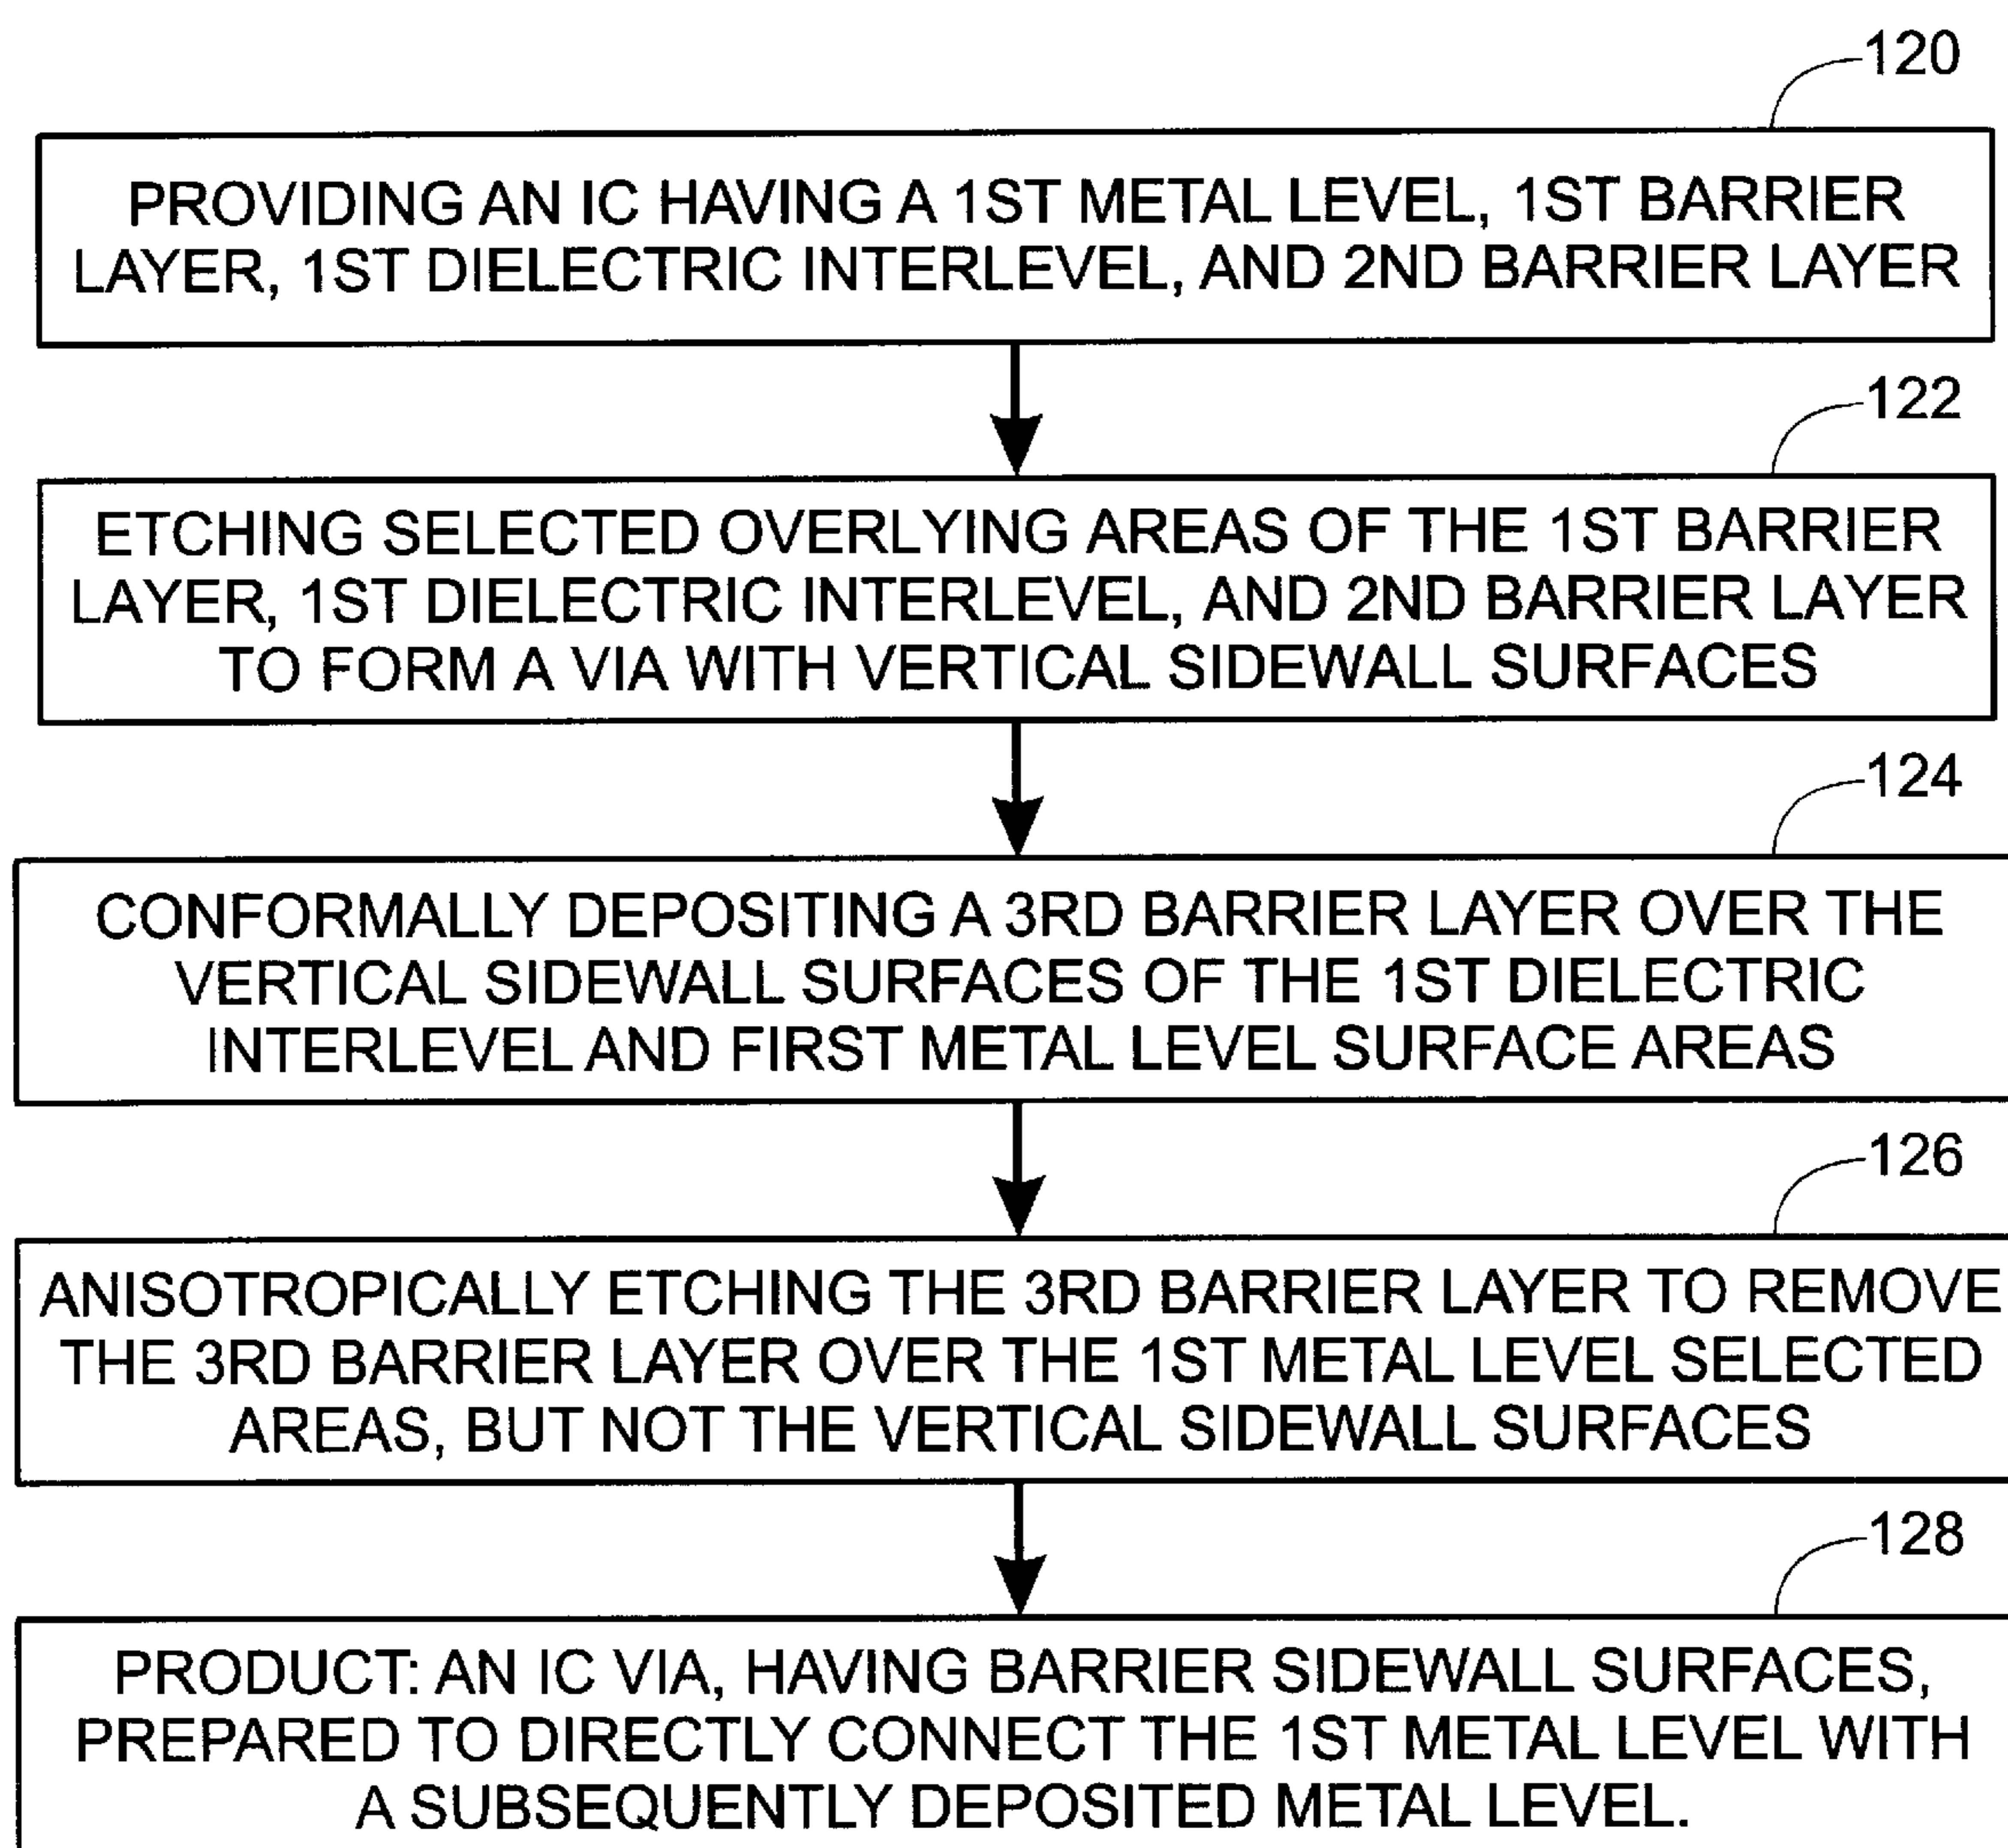 120
PROVIDING AN IC HAVING A 1ST METAL LEVEL, 1ST BARRIER
LAYER, 1ST DIELECTRIC INTERLEVEL, AND 2ND BARRIER LAYER
122
ETCHING SELECTED OVERLYING AREAS OF THE 1ST BARRIER
LAYER, 1ST DIELECTRIC INTERLEVEL, AND 2ND BARRIER LAYER
TO FORM A VIA WITH VERTICAL SIDEWALL SURFACES
124
CONFORMALLY DEPOSITING A 3RD BARRIER LAYER OVER THE
VERTICAL SIDEWALL SURFACES OF THE 1ST DIELECTRIC
INTERLEVEL AND FIRST METAL LEVEL SURFACE AREAS
126
ANISOTROPICALLY ETCHING THE 3RD BARRIER LAYER TO REMOVE
THE 3RD BARRIER LAYER OVER THE 1ST METAL LEVEL SELECTED
AREAS, BUT NOT THE VERTICAL SIDEWALL SURFACES
128
PRODUCT: AN IC VIA, HAVING BARRIER SIDEWALL SURFACES,
PREPARED TO DIRECTLY CONNECT THE 1ST METAL LEVEL WITH
A SUBSEQUENTLY DEPOSITED METAL LEVEL.